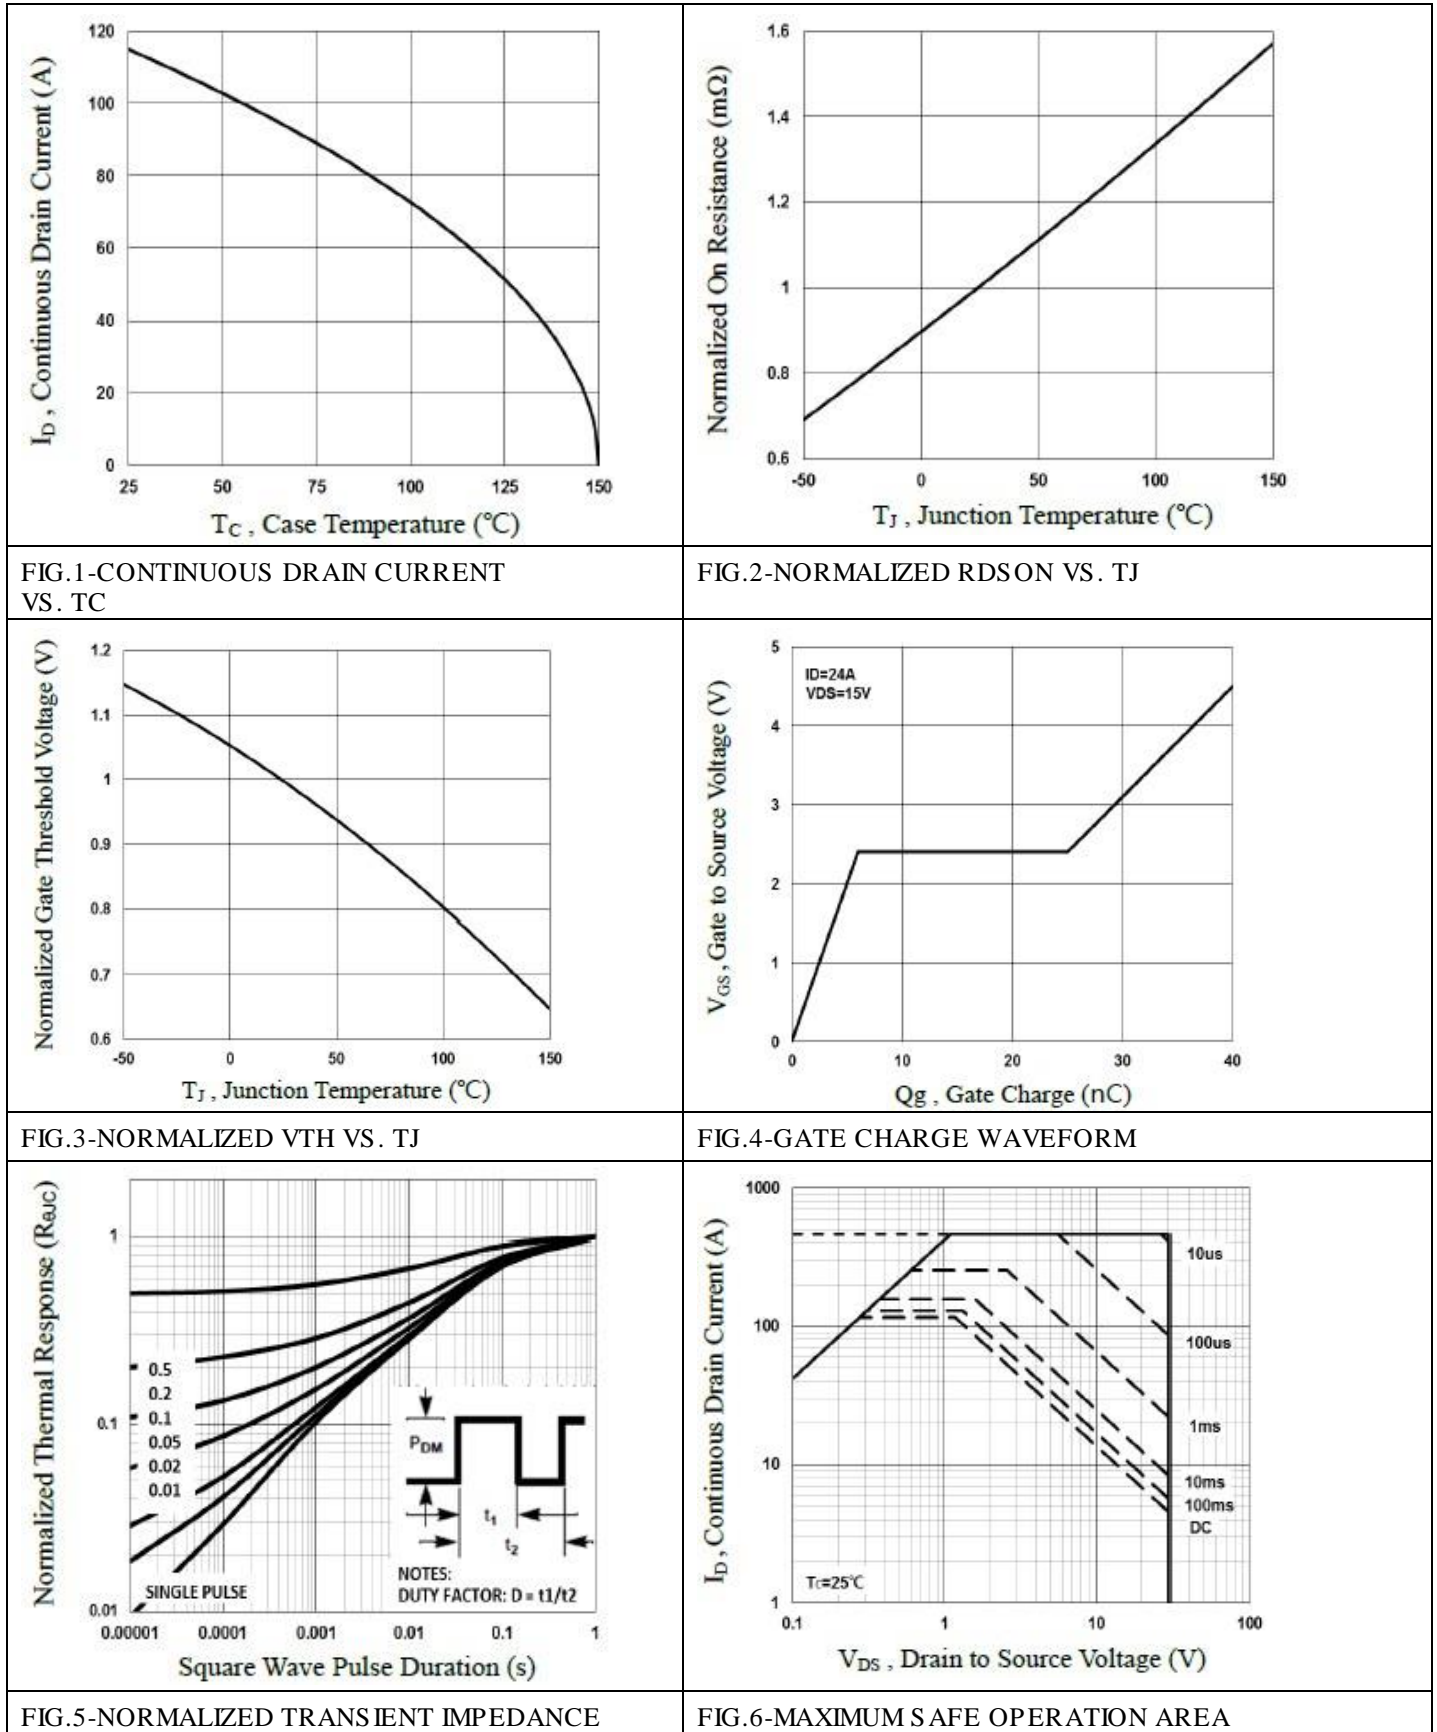 120
100
80
60
40
20
0
25 50 75 100 125 150
I_D , Continuous Drain Current (A)
T_C , Case Temperature (℃)
1.6
1.4
1.2
1
0.8
0.6
-50 0 50 100 150
Normalized On Resistance (mΩ)
T_J , Junction Temperature (℃)
FIG.1-CONTINUOUS DRAIN CURRENT
VS. TC
FIG.2-NORMALIZED RDSON VS. TJ
1.2
1.1
1
0.9
0.8
0.7
0.6
-50 0 50 100 150
Normalized Gate Threshold Voltage (V)
T_J , Junction Temperature (℃)
5
4
3
2
1
0
0 10 20 30 40
ID=24A
VDS=15V
V_GS , Gate to Source Voltage (V)
Qg , Gate Charge (nC)
FIG.3-NORMALIZED VTH VS. TJ
FIG.4-GATE CHARGE WAVEFORM
1
0.1
0.01
0.00001 0.0001 0.001 0.01 0.1 1
Normalized Thermal Response (R_θJC)
0.5
0.2
0.1
0.05
0.02
0.01
SINGLE PULSE
P_DM
t_1
t_2
NOTES:
DUTY FACTOR: D = t1/t2
Square Wave Pulse Duration (s)
1000
100
10
1
0.1 1 10 100
I_D , Continuous Drain Current (A)
10us
100us
1ms
10ms
100ms
DC
Tc=25℃
V_DS , Drain to Source Voltage (V)
FIG.5-NORMALIZED TRANSIENT IMPEDANCE
FIG.6-MAXIMUM SAFE OPERATION AREA